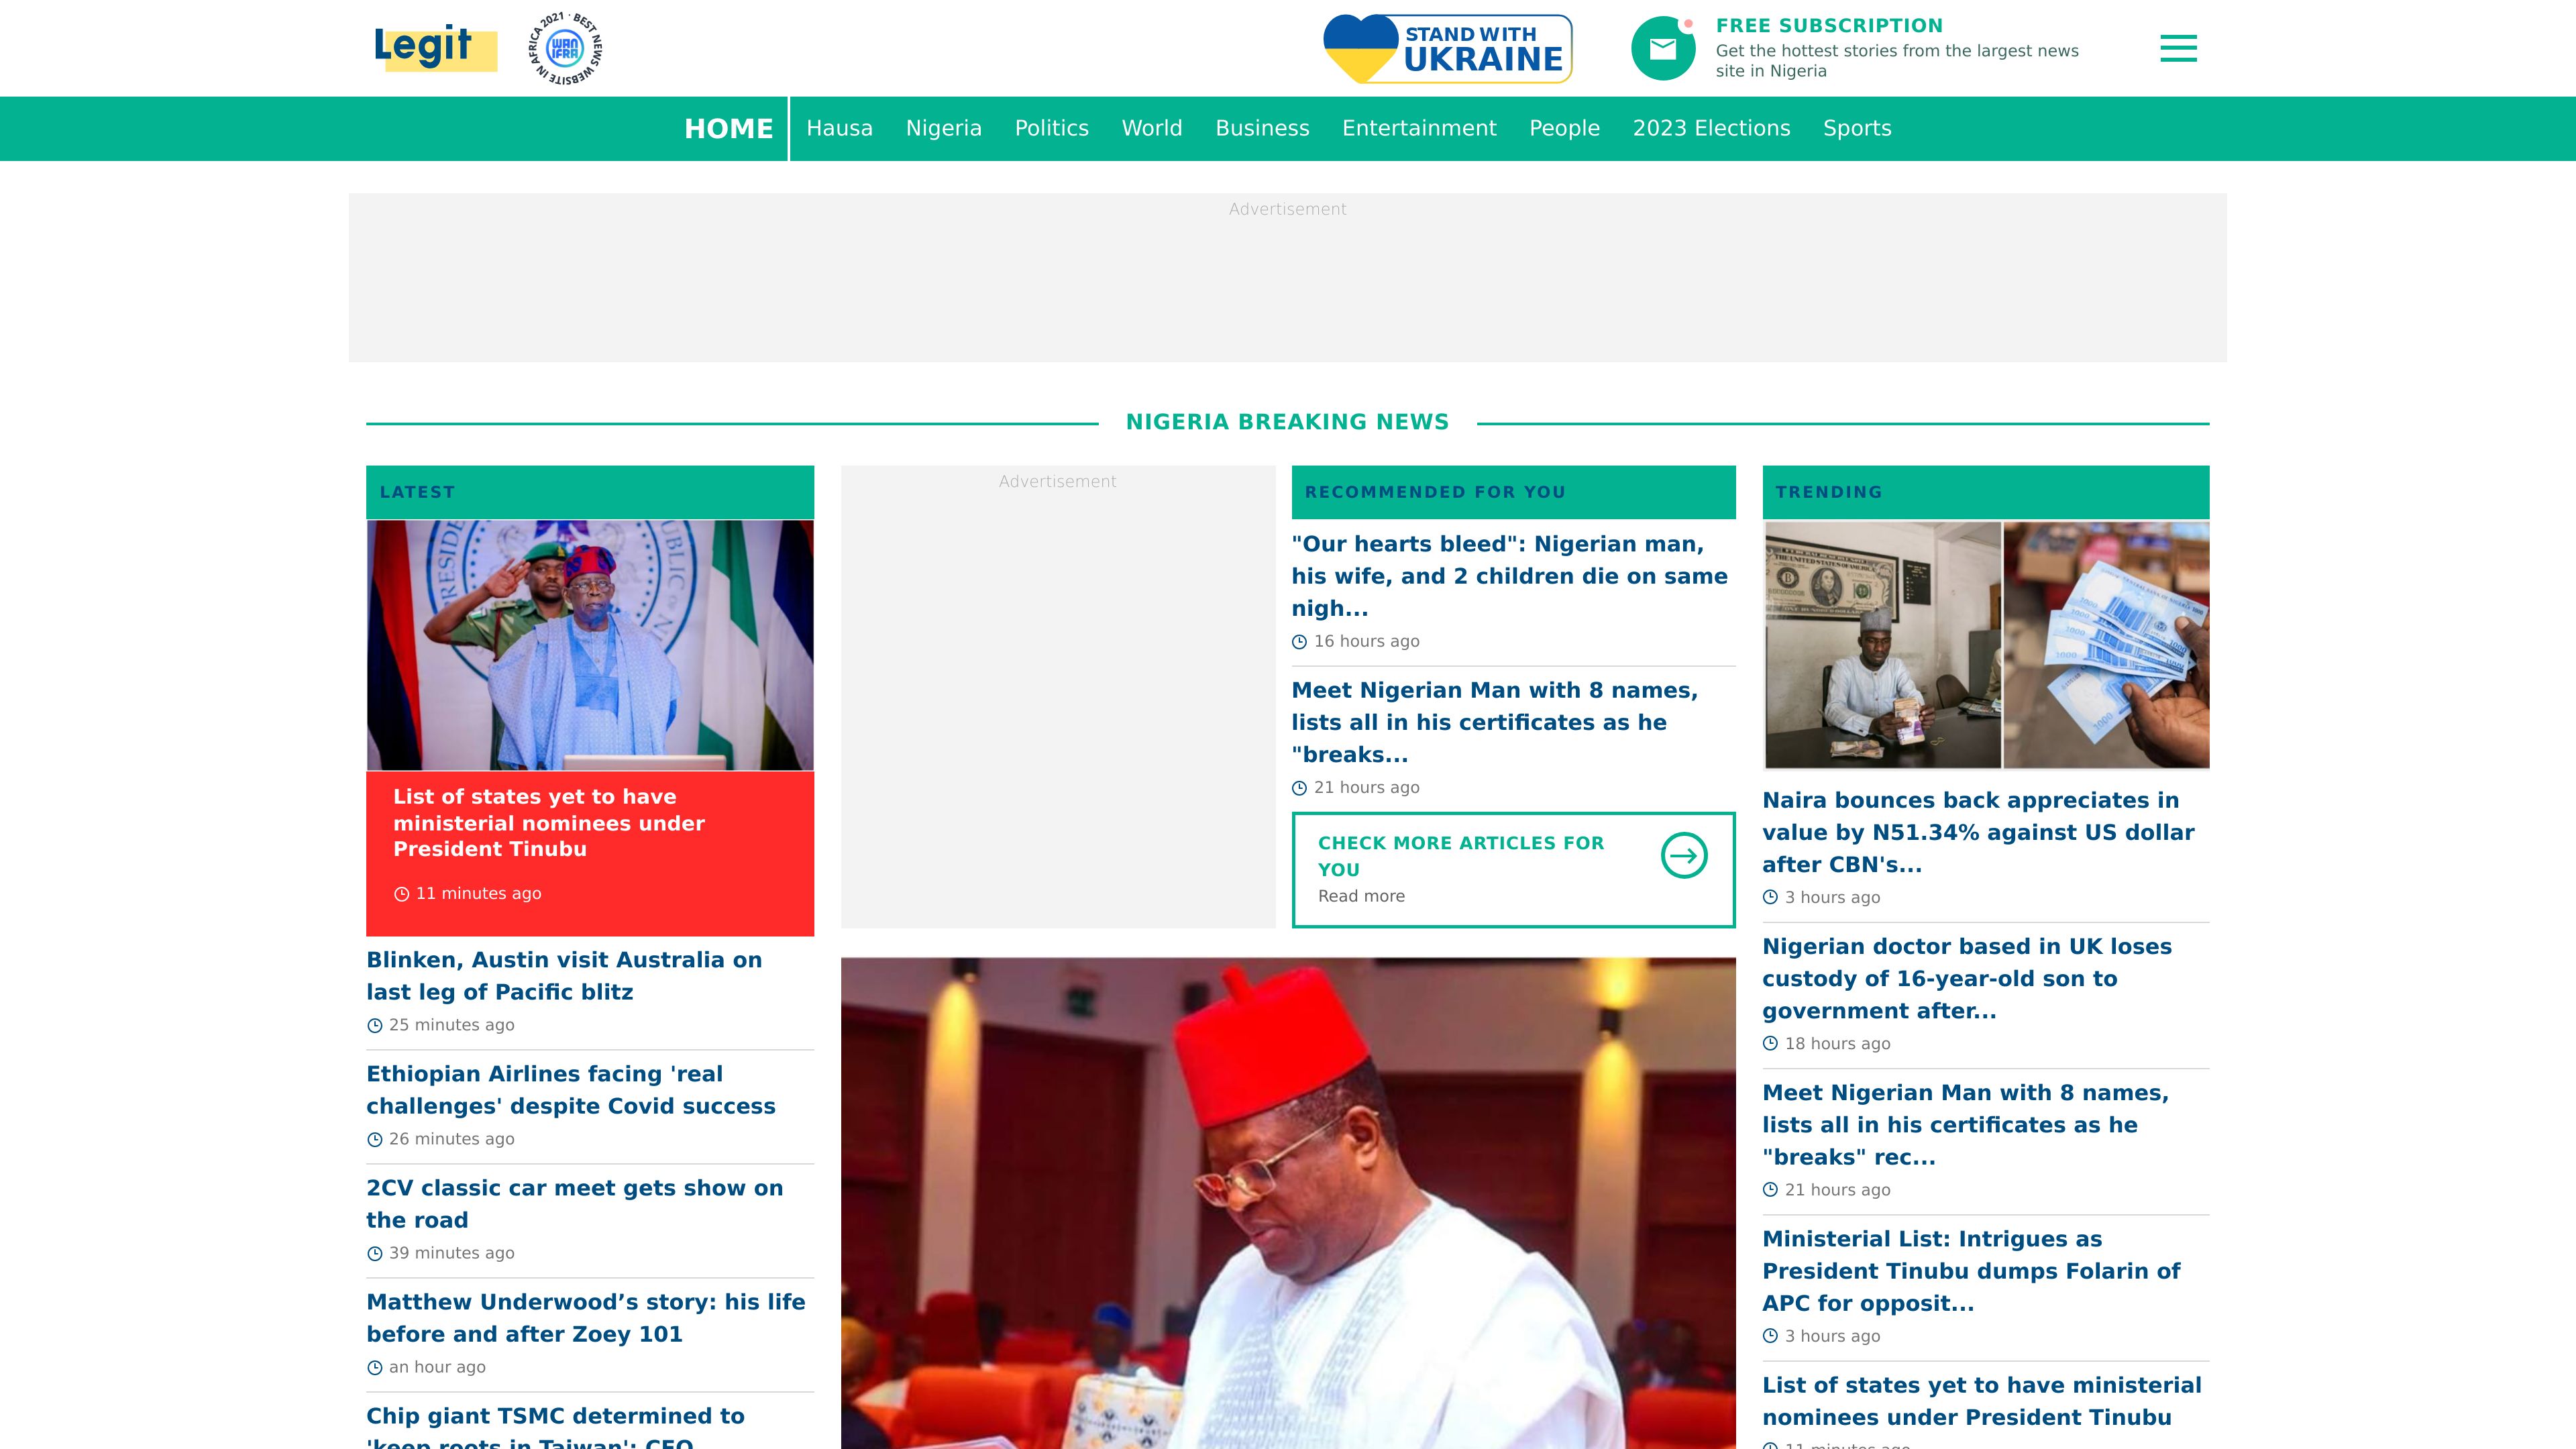 Legit
BEST NEWS WEBSITE IN AFRICA 2021
WAN
IFRA
STAND WITH
UKRAINE
FREE SUBSCRIPTION
Get the hottest stories from the largest news
site in Nigeria
HOME Hausa Nigeria Politics World Business Entertainment People 2023 Elections Sports
Advertisement
NIGERIA BREAKING NEWS
LATEST
List of states yet to have
ministerial nominees under
President Tinubu
11 minutes ago
Blinken, Austin visit Australia on
last leg of Pacific blitz
25 minutes ago
Ethiopian Airlines facing 'real
challenges' despite Covid success
26 minutes ago
2CV classic car meet gets show on
the road
39 minutes ago
Matthew Underwood’s story: his life
before and after Zoey 101
an hour ago
Chip giant TSMC determined to
'keep roots in Taiwan': CEO
Advertisement
RECOMMENDED FOR YOU
"Our hearts bleed": Nigerian man,
his wife, and 2 children die on same
nigh...
16 hours ago
Meet Nigerian Man with 8 names,
lists all in his certificates as he
"breaks...
21 hours ago
CHECK MORE ARTICLES FOR
YOU
Read more
TRENDING
Naira bounces back appreciates in
value by N51.34% against US dollar
after CBN's...
3 hours ago
Nigerian doctor based in UK loses
custody of 16-year-old son to
government after...
18 hours ago
Meet Nigerian Man with 8 names,
lists all in his certificates as he
"breaks" rec...
21 hours ago
Ministerial List: Intrigues as
President Tinubu dumps Folarin of
APC for opposit...
3 hours ago
List of states yet to have ministerial
nominees under President Tinubu
11 minutes ago